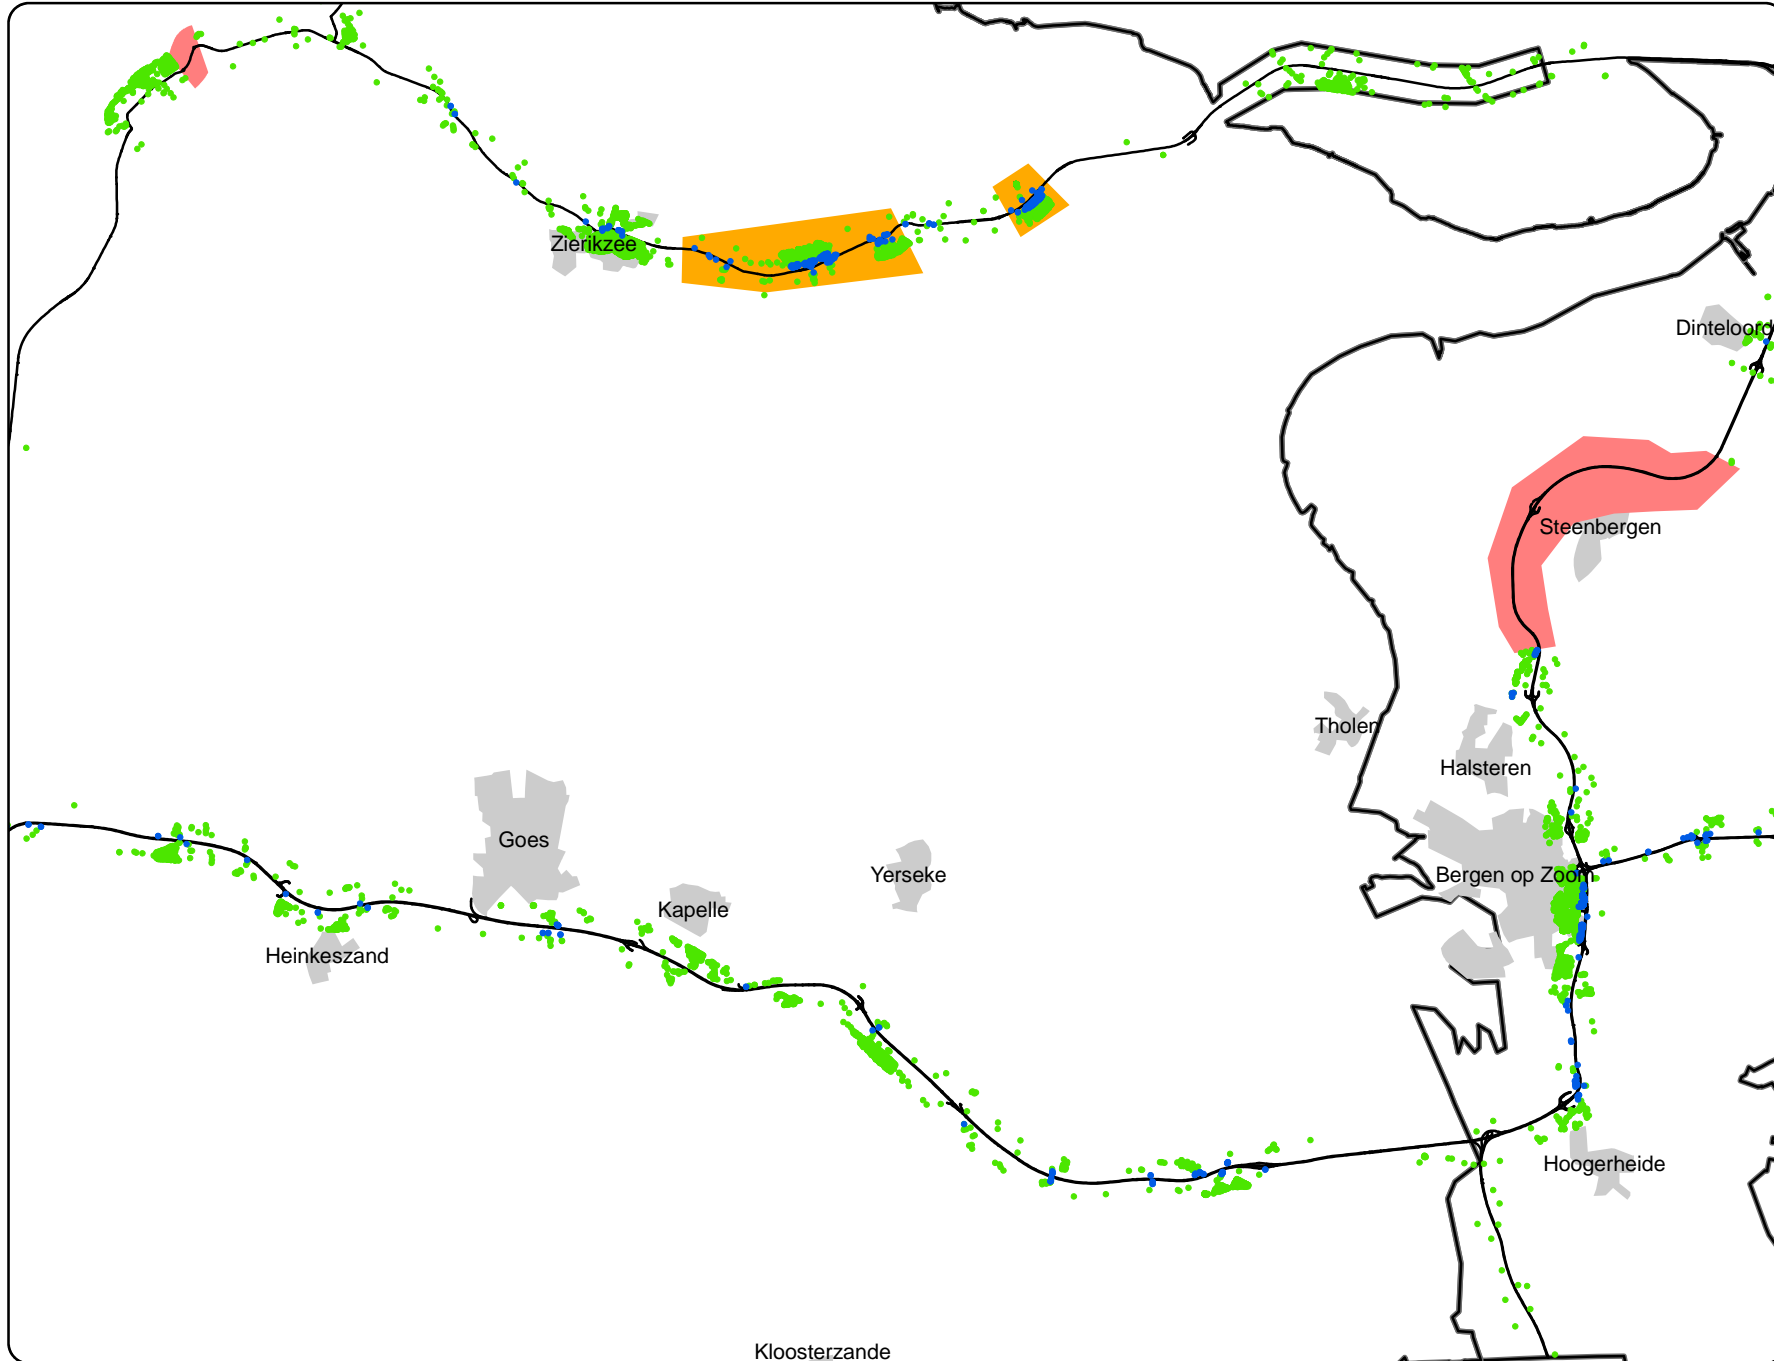 Zierikzee
Dinteloord
Steenbergen
Tholen
Halsteren
Goes
Bergen op Zoom
Yerseke
Kapelle
Heinkeszand
Hoogerheide
Kloosterzande